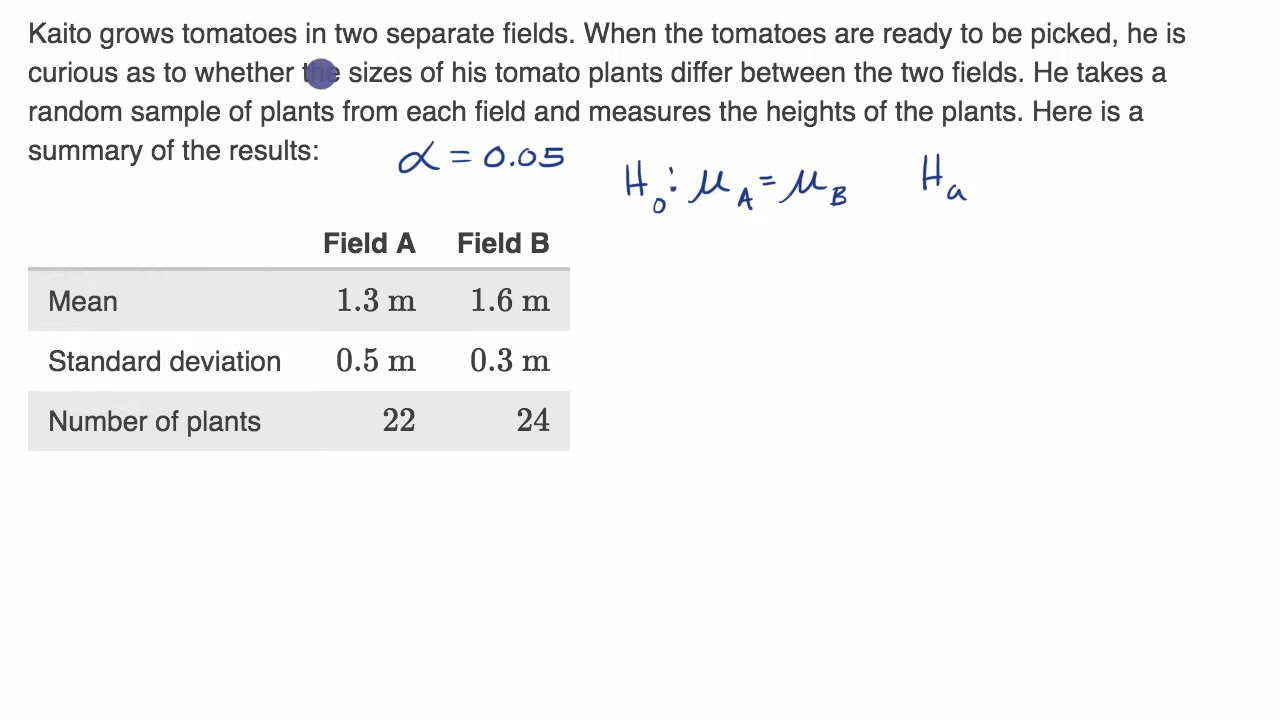 Kaito grows tomatoes in two separate fields. When the tomatoes are ready to be picked, he is
curious as to whether the sizes of his tomato plants differ between the two fields. He takes a
random sample of plants from each field and measures the heights of the plants. Here is a
summary of the results:
α = 0.05
H₀: μ_A = μ_B H_a
Field A Field B
Mean 1.3 m 1.6 m
Standard deviation 0.5 m 0.3 m
Number of plants 22 24